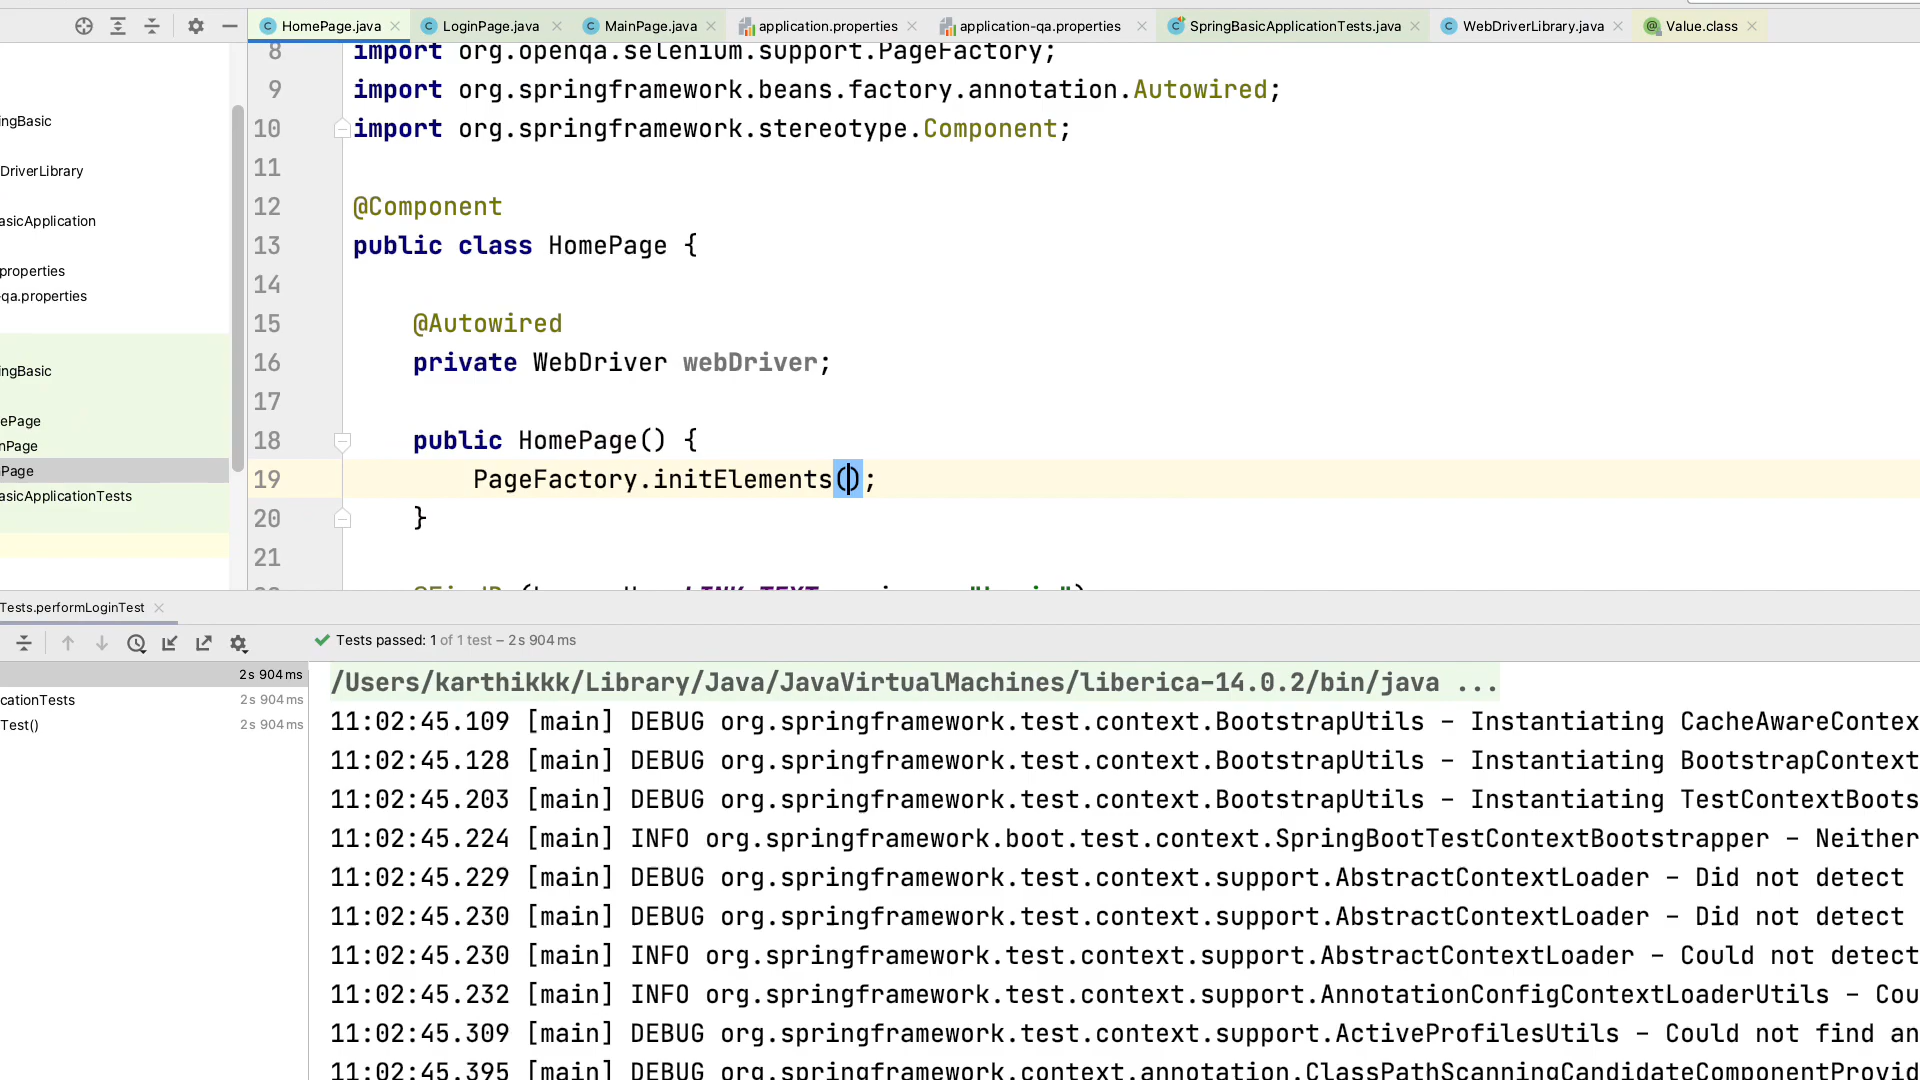 HomePage.java LoginPage.java MainPage.java application.properties application-qa.properties SpringBasicApplicationTests.java WebDriverLibrary.java Value.class
ingBasic
DriverLibrary
asicApplication
properties
-qa.properties
ingBasic
ePage
nPage
Page
asicApplicationTests
8 import org.openqa.selenium.support.PageFactory;
9 import org.springframework.beans.factory.annotation.Autowired;
10 import org.springframework.stereotype.Component;
11
12 @Component
13 public class HomePage {
14
15 @Autowired
16 private WebDriver webDriver;
17
18 public HomePage() {
19 PageFactory.initElements();
20 }
21
Tests.performLoginTest
Tests passed: 1 of 1 test – 2 s 904 ms
2 s 904 ms
cationTests 2 s 904 ms
Test() 2 s 904 ms
/Users/karthikkk/Library/Java/JavaVirtualMachines/liberica-14.0.2/bin/java ...
11:02:45.109 [main] DEBUG org.springframework.test.context.BootstrapUtils - Instantiating CacheAwareContex
11:02:45.128 [main] DEBUG org.springframework.test.context.BootstrapUtils - Instantiating BootstrapContext
11:02:45.203 [main] DEBUG org.springframework.test.context.BootstrapUtils - Instantiating TestContextBoots
11:02:45.224 [main] INFO org.springframework.boot.test.context.SpringBootTestContextBootstrapper - Neither
11:02:45.229 [main] DEBUG org.springframework.test.context.support.AbstractContextLoader - Did not detect
11:02:45.230 [main] DEBUG org.springframework.test.context.support.AbstractContextLoader - Did not detect
11:02:45.230 [main] INFO org.springframework.test.context.support.AbstractContextLoader - Could not detect
11:02:45.232 [main] INFO org.springframework.test.context.support.AnnotationConfigContextLoaderUtils - Cou
11:02:45.309 [main] DEBUG org.springframework.test.context.support.ActiveProfilesUtils - Could not find an
11:02:45.395 [main] DEBUG org.springframework.context.annotation.ClassPathScanningCandidateComponentProvid